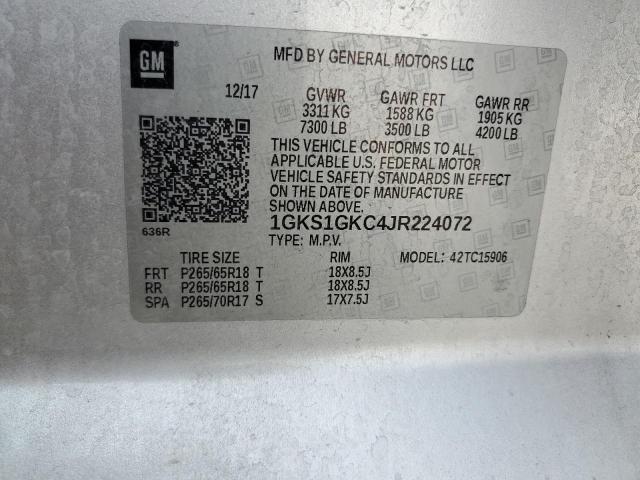 GM
MFD BY GENERAL MOTORS LLC
12/17 GVWR GAWR FRT GAWR RR
3311 KG 1588 KG 1905 KG
7300 LB 3500 LB 4200 LB
THIS VEHICLE CONFORMS TO ALL
APPLICABLE U.S. FEDERAL MOTOR
VEHICLE SAFETY STANDARDS IN EFFECT
ON THE DATE OF MANUFACTURE
SHOWN ABOVE.
636R
1GKS1GKC4JR224072
TYPE: M.P.V.
TIRE SIZE RIM MODEL: 42TC15906
FRT P265/65R18 T 18X8.5J
RR P265/65R18 T 18X8.5J
SPA P265/70R17 S 17X7.5J